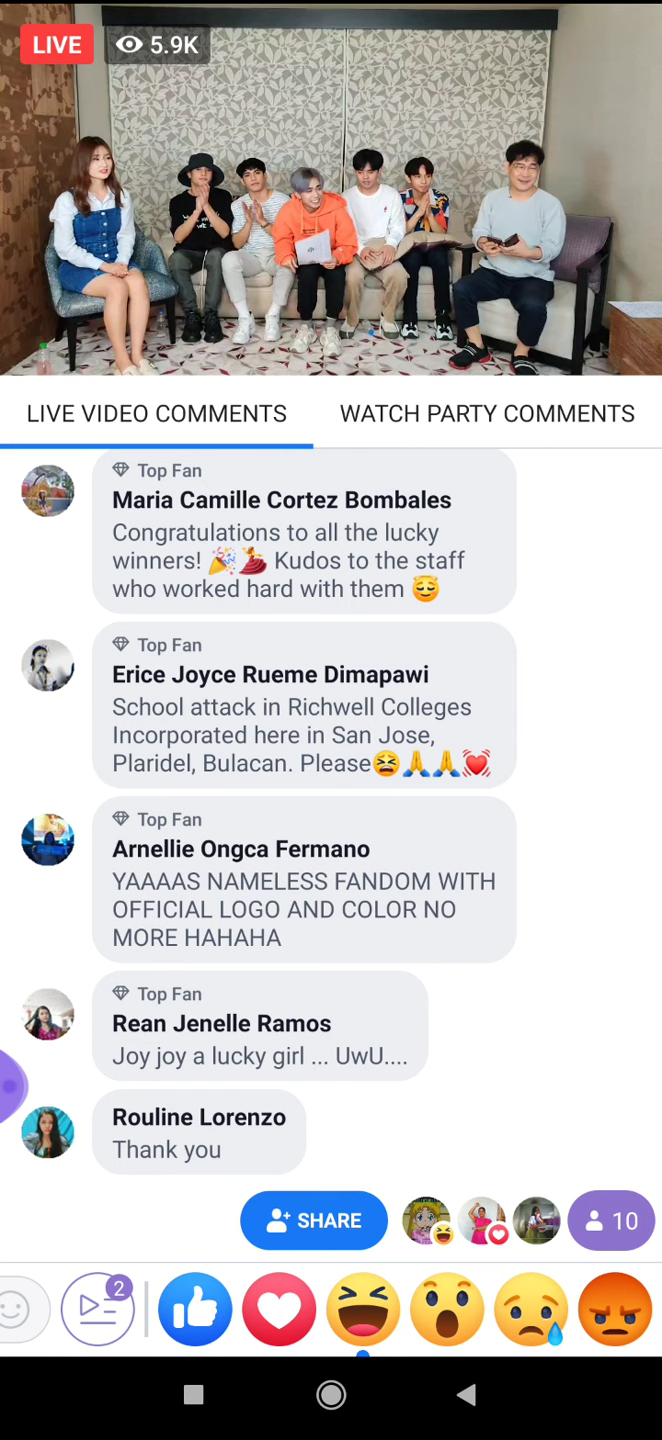 LIVE
5.9K
LIVE VIDEO COMMENTS
WATCH PARTY COMMENTS
Top Fan
Maria Camille Cortez Bombales
Congratulations to all the lucky
winners! 🎉💃 Kudos to the staff
who worked hard with them 😌
Top Fan
Erice Joyce Rueme Dimapawi
School attack in Richwell Colleges
Incorporated here in San Jose,
Plaridel, Bulacan. Please😫🙏🙏💓
Top Fan
Arnellie Ongca Fermano
YAAAAS NAMELESS FANDOM WITH
OFFICIAL LOGO AND COLOR NO
MORE HAHAHA
Top Fan
Rean Jenelle Ramos
Joy joy a lucky girl ... UwU....
Rouline Lorenzo
Thank you
SHARE
10
2